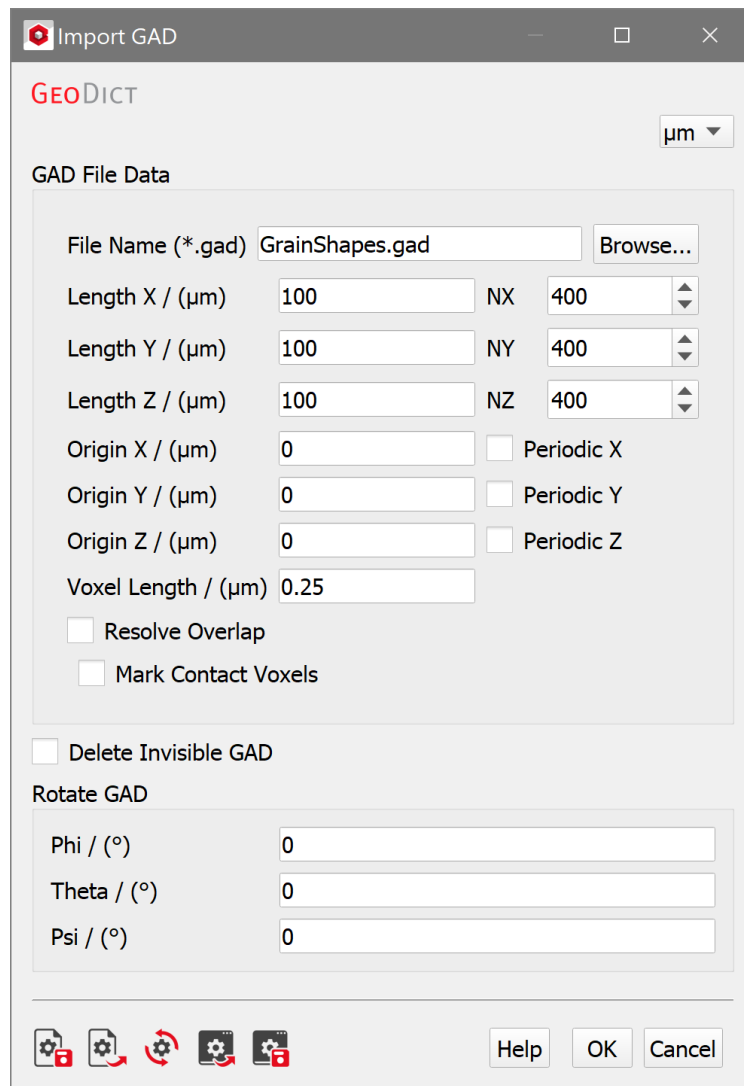 Import GAD
GEODICT
µm
GAD File Data
File Name (*.gad) GrainShapes.gad Browse...
Length X / (µm) 100 NX 400
Length Y / (µm) 100 NY 400
Length Z / (µm) 100 NZ 400
Origin X / (µm) 0 Periodic X
Origin Y / (µm) 0 Periodic Y
Origin Z / (µm) 0 Periodic Z
Voxel Length / (µm) 0.25
Resolve Overlap
Mark Contact Voxels
Delete Invisible GAD
Rotate GAD
Phi / (°) 0
Theta / (°) 0
Psi / (°) 0
Help OK Cancel